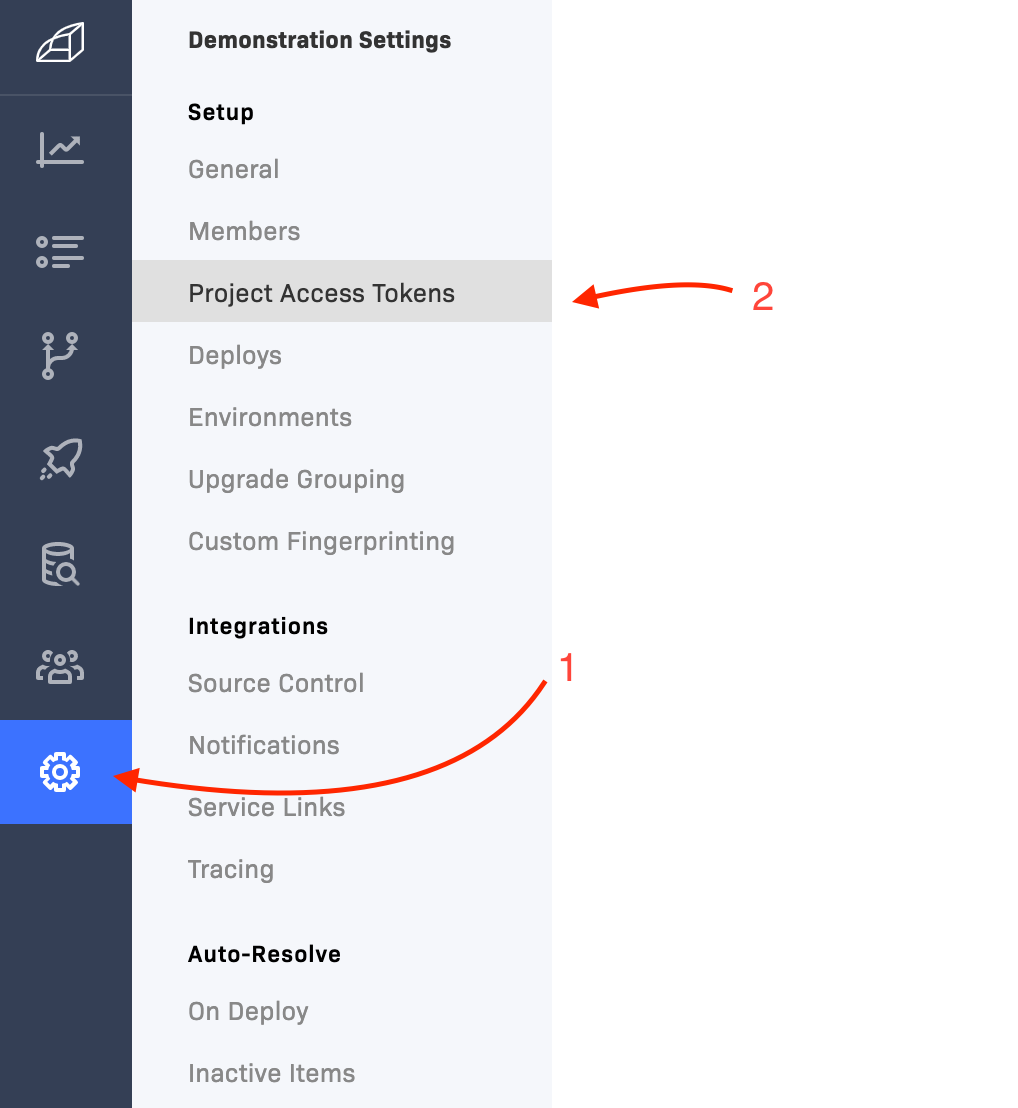 Demonstration Settings
Setup
General
Members
Project Access Tokens
2
Deploys
Environments
Upgrade Grouping
Custom Fingerprinting
Integrations
1
Source Control
Notifications
Service Links
Tracing
Auto-Resolve
On Deploy
Inactive Items